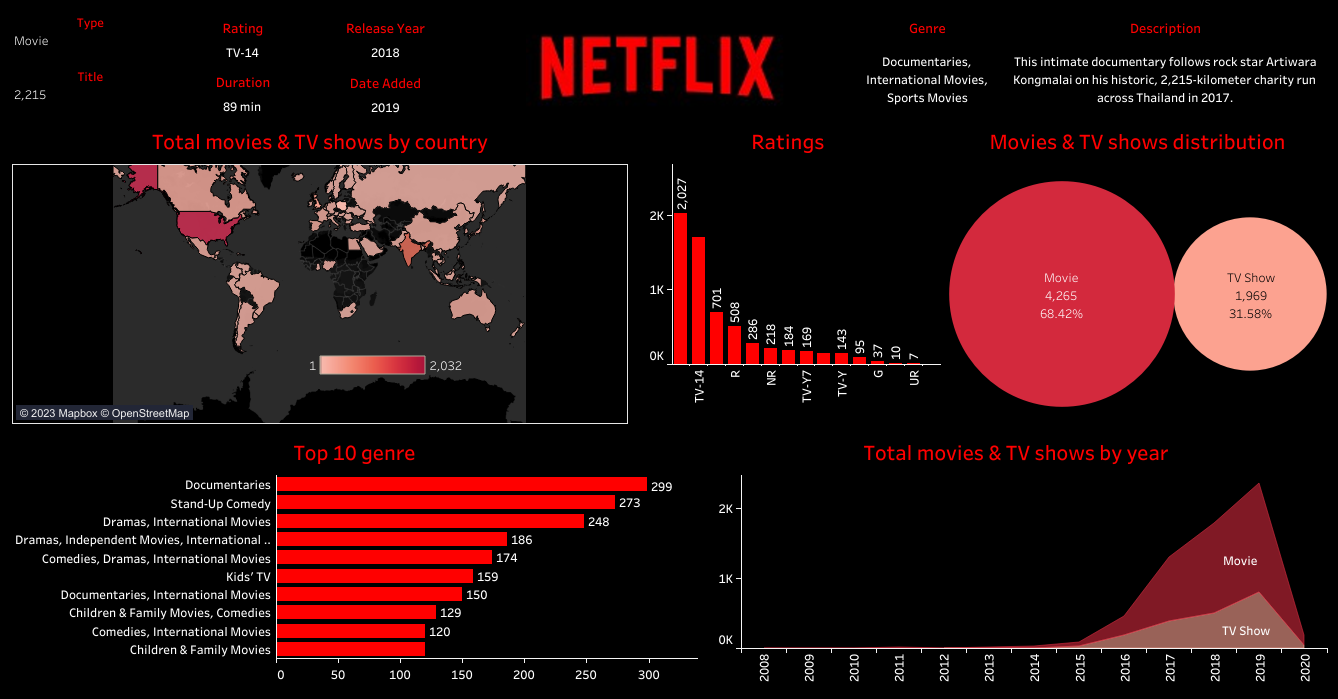 Type
Movie
Title
2,215
Rating
TV-14
Duration
89 min
Release Year
2018
Date Added
2019
NETFLIX
Genre
Documentaries,
International Movies,
Sports Movies
Description
This intimate documentary follows rock star Artiwara
Kongmalai on his historic, 2,215-kilometer charity run
across Thailand in 2017.
Total movies & TV shows by country
1
2,032
© 2023 Mapbox © OpenStreetMap
Ratings
2K
1K
0K
2,027
701
508
286
218
184
169
143
95
37
10
7
TV-14
R
NR
TV-Y7
TV-Y
G
UR
Movies & TV shows distribution
Movie
4,265
68.42%
TV Show
1,969
31.58%
Top 10 genre
Documentaries 299
Stand-Up Comedy 273
Dramas, International Movies 248
Dramas, Independent Movies, International .. 186
Comedies, Dramas, International Movies 174
Kids' TV 159
Documentaries, International Movies 150
Children & Family Movies, Comedies 129
Comedies, International Movies 120
Children & Family Movies
0 50 100 150 200 250 300
Total movies & TV shows by year
2K
1K
0K
Movie
TV Show
2008 2009 2010 2011 2012 2013 2014 2015 2016 2017 2018 2019 2020